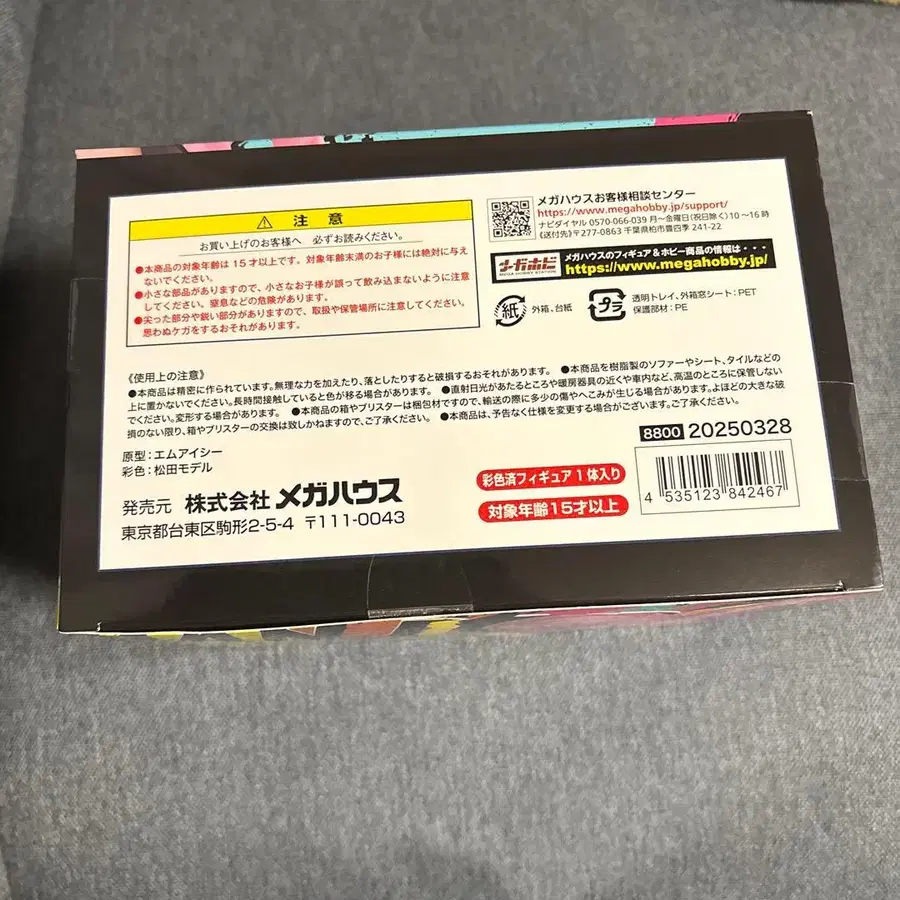 ⚠ 注 意
お買い上げのお客様へ 必ずお読みください。
●本商品の対象年齢は15才以上です。対象年齢末満のお子様には絶対に与え
ないでください。
●小さな部品がありますので、小さなお子様が誤って飲み込まないように注意
してください。窒息などの危険があります。
●尖った部分や鋭い部分がありますので、取扱や保管場所に注意してください。
思わぬケガをするおそれがあります。
メガハウスお客様相談センター
https://www.megahobby.jp/support/
ナビダイヤル 0570-066-039 月〜金曜日(祝日除く)10〜16時
《送付先》〒277-0863 千葉県柏市豊四季 241-22
メガホビ
MEGA HOBBY STATION
メガハウスのフィギュア&ホビー商品の情報は・・・
https://www.megahobby.jp/
紙
外箱、台紙
プラ
透明トレイ、外箱窓シート:PET
保護部材:PE
《使用上の注意》
●本商品は精密に作られています。無理な力を加えたり、落としたりすると破損するおそれがあります。 ●本商品を樹脂製のソファーやシート、タイルなどの
上に置かないでください。長時間接触していると色が移る場合があります。 ●直射日光があたるところや暖房器具の近くや車内など、高温のところに保管しない
でください。変形する場合があります。 ●本商品の箱やブリスターは梱包材ですので、輸送の際に多少の傷やへこみが生じる場合があります。よほどの大きな破
損のない限り、箱やブリスターの交換は致しかねますので、ご了承ください。 ●本商品は、予告なく仕様を変更する場合がございます。ご了承ください。
原型:エムアイシー
彩色:松田モデル
発売元 株式会社 メガハウス
東京都台東区駒形2-5-4 〒111-0043
彩色済フィギュア1体入り
対象年齢15才以上
8800 20250328
4 535123 842467